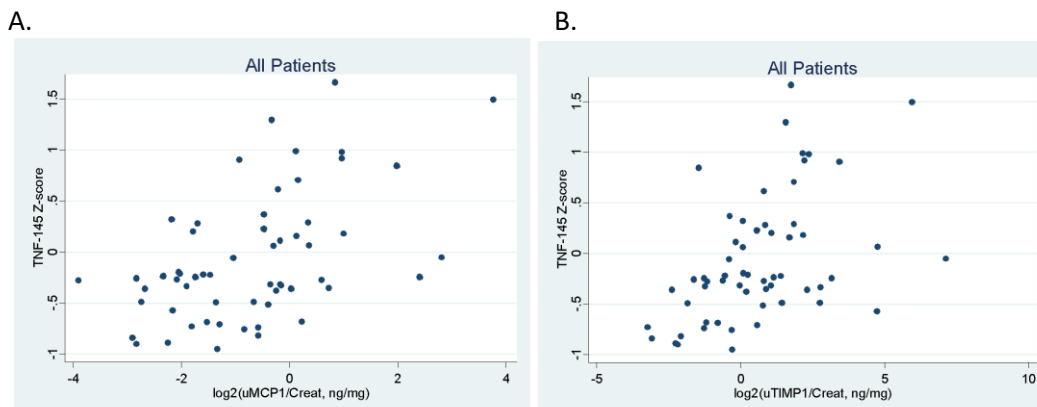 A.
All Patients
TNF-145 Z-score
1.5
1
.5
0
-.5
-1
-4
-2
0
2
4
log2(uMCP1/Creat, ng/mg)
B.
All Patients
TNF-145 Z-score
1.5
1
.5
0
-.5
-1
-5
0
5
10
log2(uTIMP1/Creat, ng/mg)